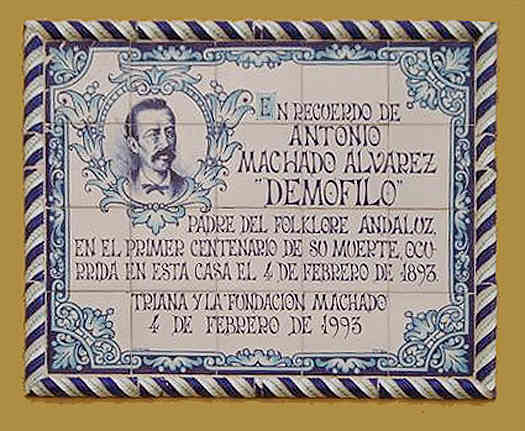 EN RECUERDO DE
ANTONIO
MACHADO ALVAREZ
"DEMOFILO"
PADRE DEL FOLKLORE ANDALUZ,
EN EL PRIMER CENTENARIO DE SU MUERTE, OCU-
RRIDA EN ESTA CASA EL 4 DE FEBRERO DE 1893.
TRIANA Y LA FUNDACION MACHADO
4 DE FEBRERO DE 1993